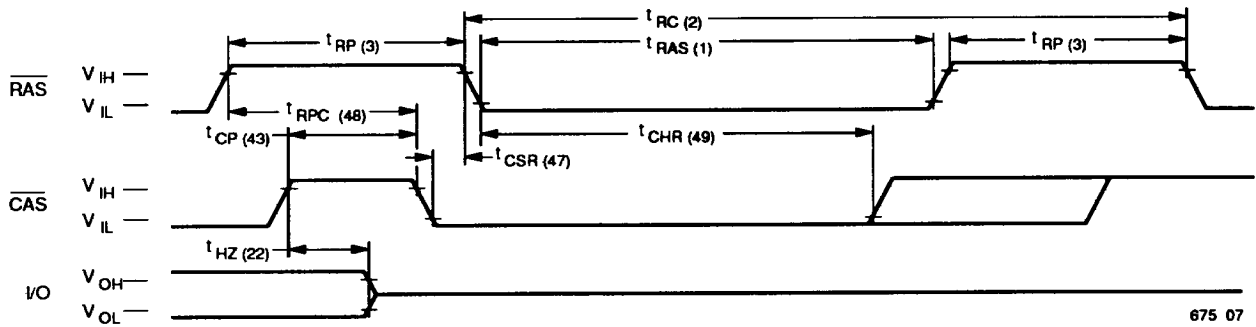 t RC (2)
t RP (3)
t RAS (1)
t RP (3)
RAS
V IH
V IL
t RPC (48)
t CP (43)
t CHR (49)
t CSR (47)
CAS
V IH
V IL
t HZ (22)
I/O
V OH
V OL
675 07